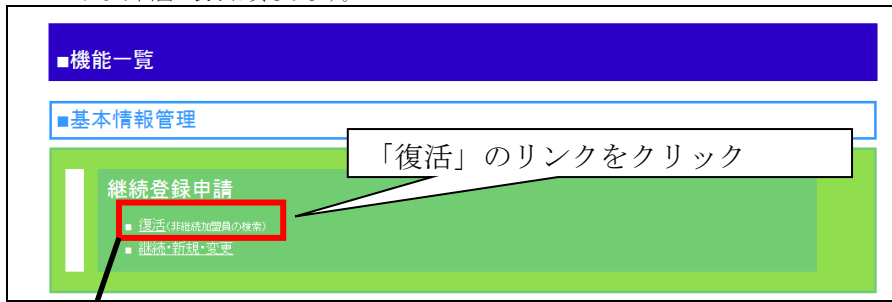 ■機能一覧
■基本情報管理
「復活」のリンクをクリック
継続登録申請
■ 復活(非継続加盟員の検索)
■ 継続・新規・変更